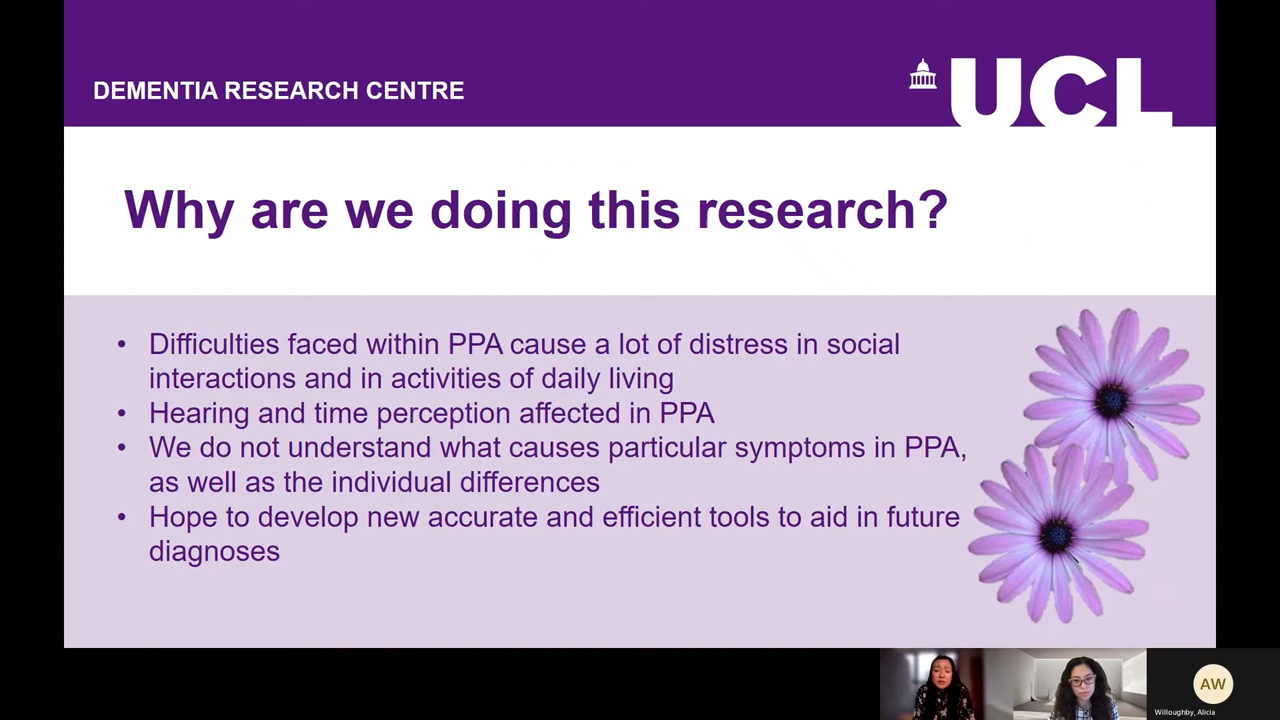 DEMENTIA RESEARCH CENTRE
UCL
Why are we doing this research?
• Difficulties faced within PPA cause a lot of distress in social
interactions and in activities of daily living
• Hearing and time perception affected in PPA
• We do not understand what causes particular symptoms in PPA,
as well as the individual differences
• Hope to develop new accurate and efficient tools to aid in future
diagnoses
AW
Willoughby, Alicia